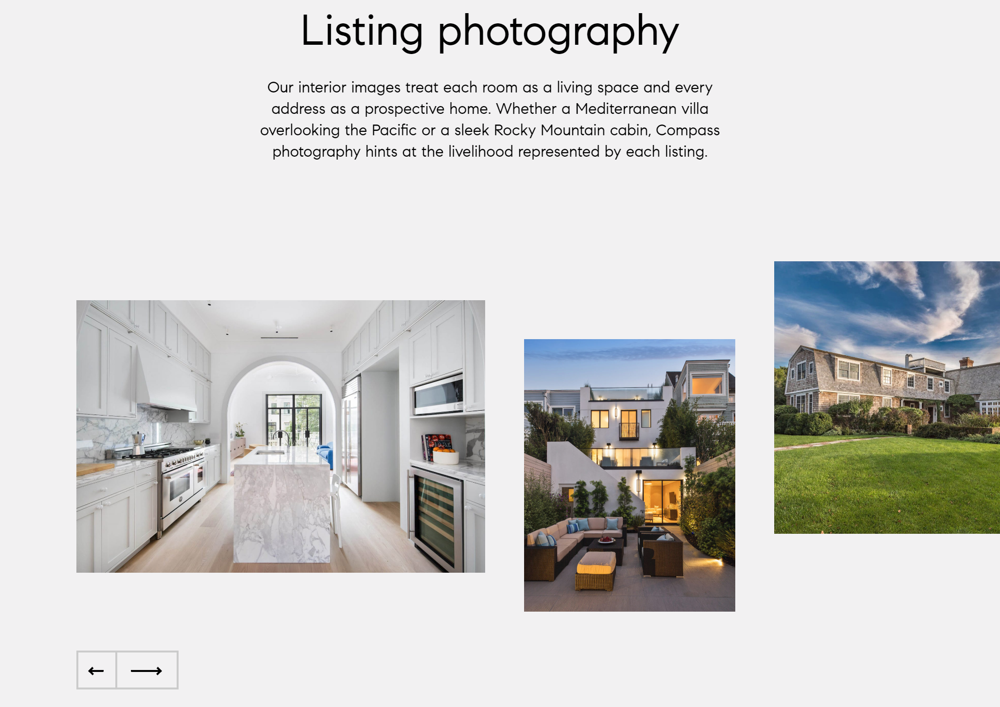 Listing photography
Our interior images treat each room as a living space and every
address as a prospective home. Whether a Mediterranean villa
overlooking the Pacific or a sleek Rocky Mountain cabin, Compass
photography hints at the livelihood represented by each listing.
HOME